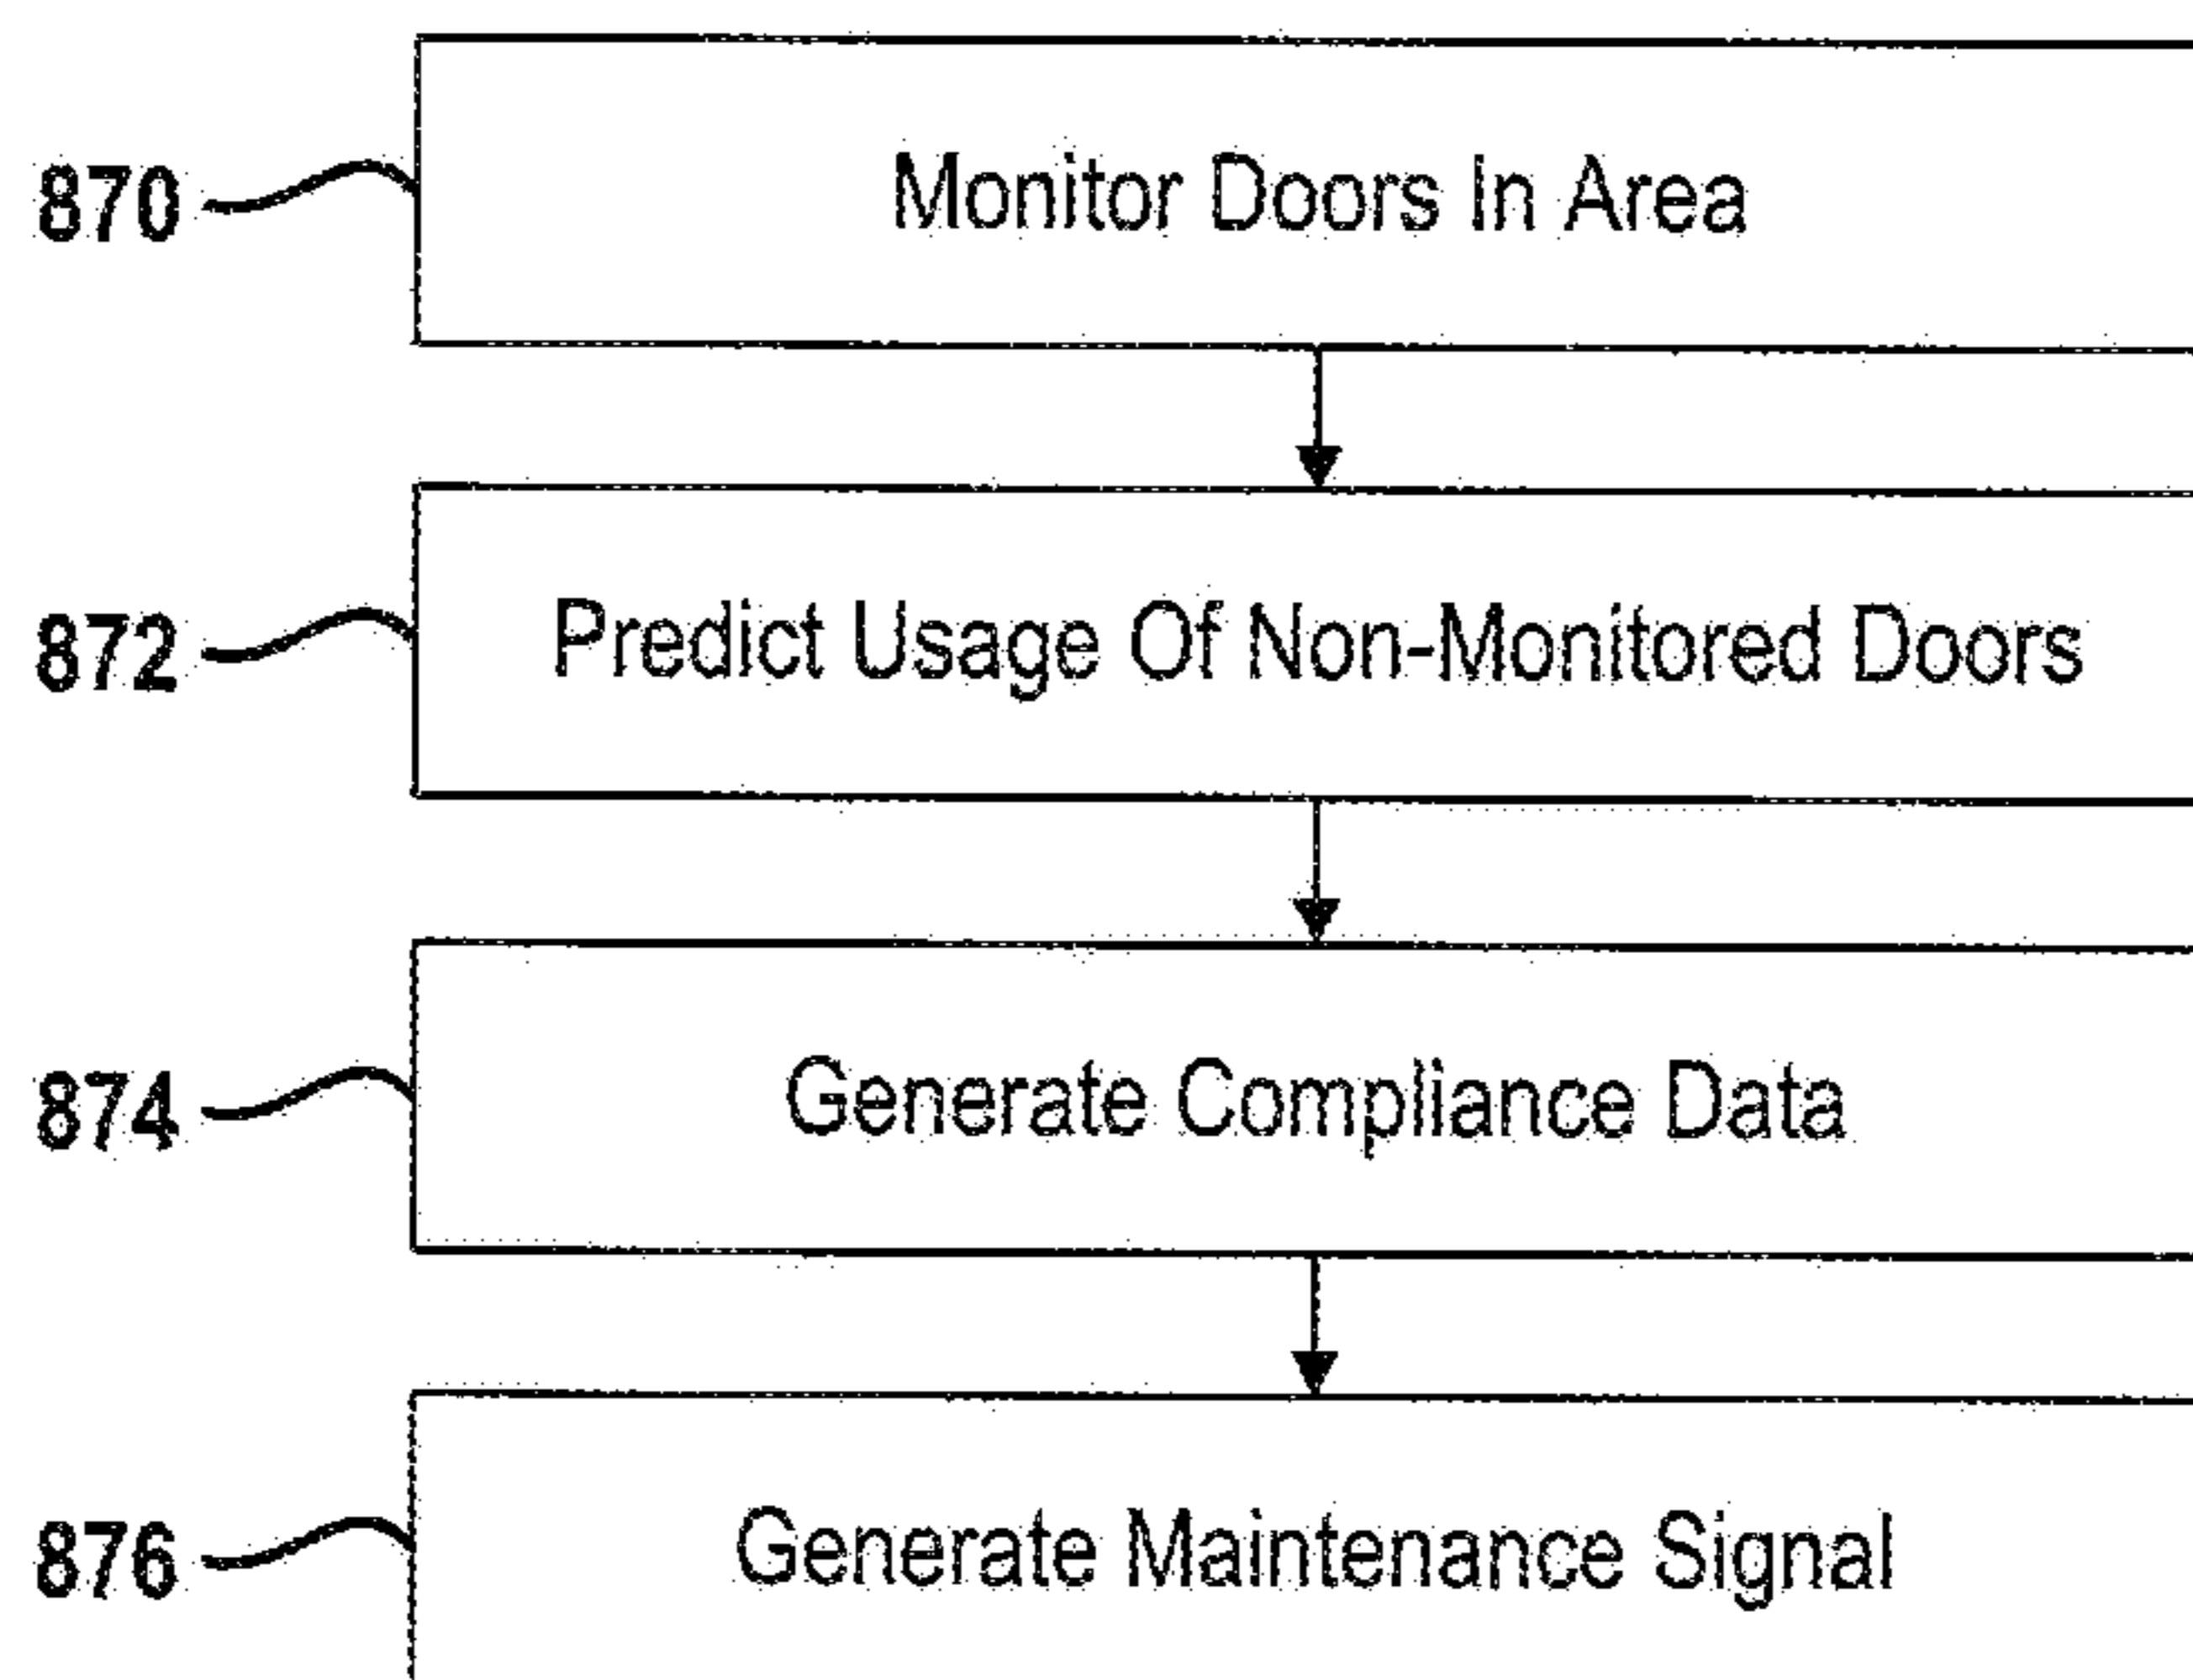 870 Monitor Doors In Area
872 Predict Usage Of Non-Monitored Doors
874 Generate Compliance Data
876 Generate Maintenance Signal